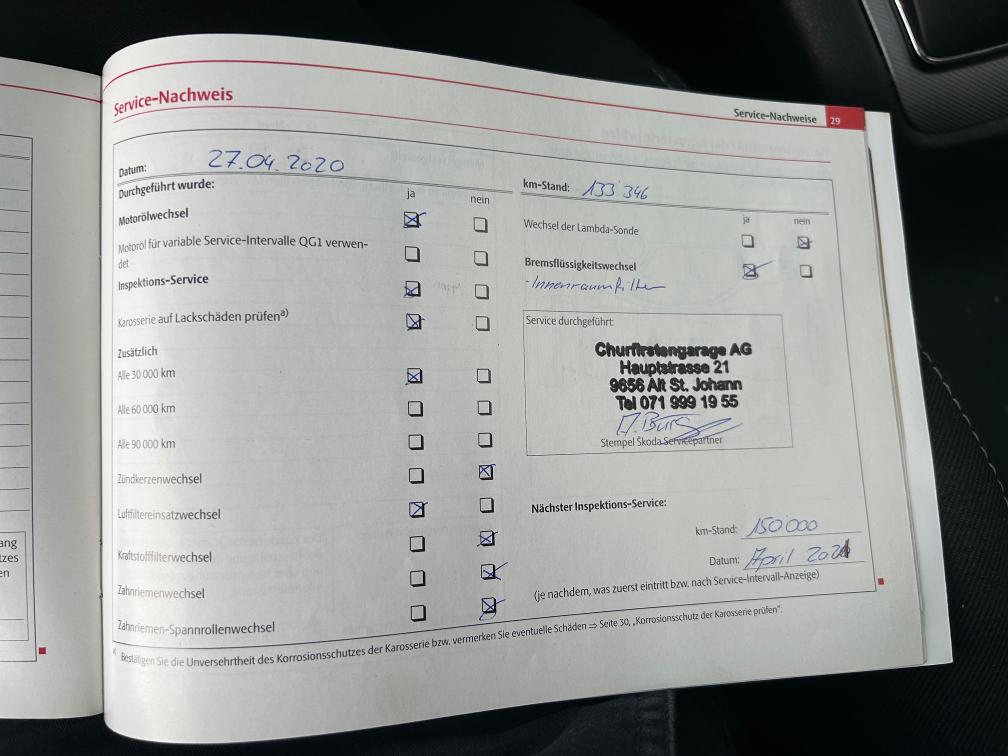 Service-Nachweis
Service-Nachweise 29
Datum: 27.04.2020
Durchgeführt wurde:
ja nein
Motorölwechsel
Motoröl für variable Service-Intervalle QG1 verwen-
det
Inspektions-Service
Karosserie auf Lackschäden prüfen a)
Zusätzlich
Alle 30 000 km
Alle 60 000 km
Alle 90 000 km
Zündkerzenwechsel
Luftfiltereinsatzwechsel
Kraftstofffilterwechsel
Zahnriemenwechsel
Zahnriemen-Spannrollenwechsel
km-Stand: 133 346
ja nein
Wechsel der Lambda-Sonde
Bremsflüssigkeitswechsel
-Innenraumfilter
Service durchgeführt:
Churfirstengarage AG
Hauptstrasse 21
9656 Alt St. Johann
Tel 071 999 19 55
Stempel Škoda Servicepartner
Nächster Inspektions-Service:
km-Stand: 150 000
Datum: April 2021
(je nachdem, was zuerst eintritt bzw. nach Service-Intervall-Anzeige)
a) Bestätigen Sie die Unversehrtheit des Korrosionsschutzes der Karosserie bzw. vermerken Sie eventuelle Schäden ⇒ Seite 30, „Korrosionsschutz der Karosserie prüfen".
ang
tzes
en